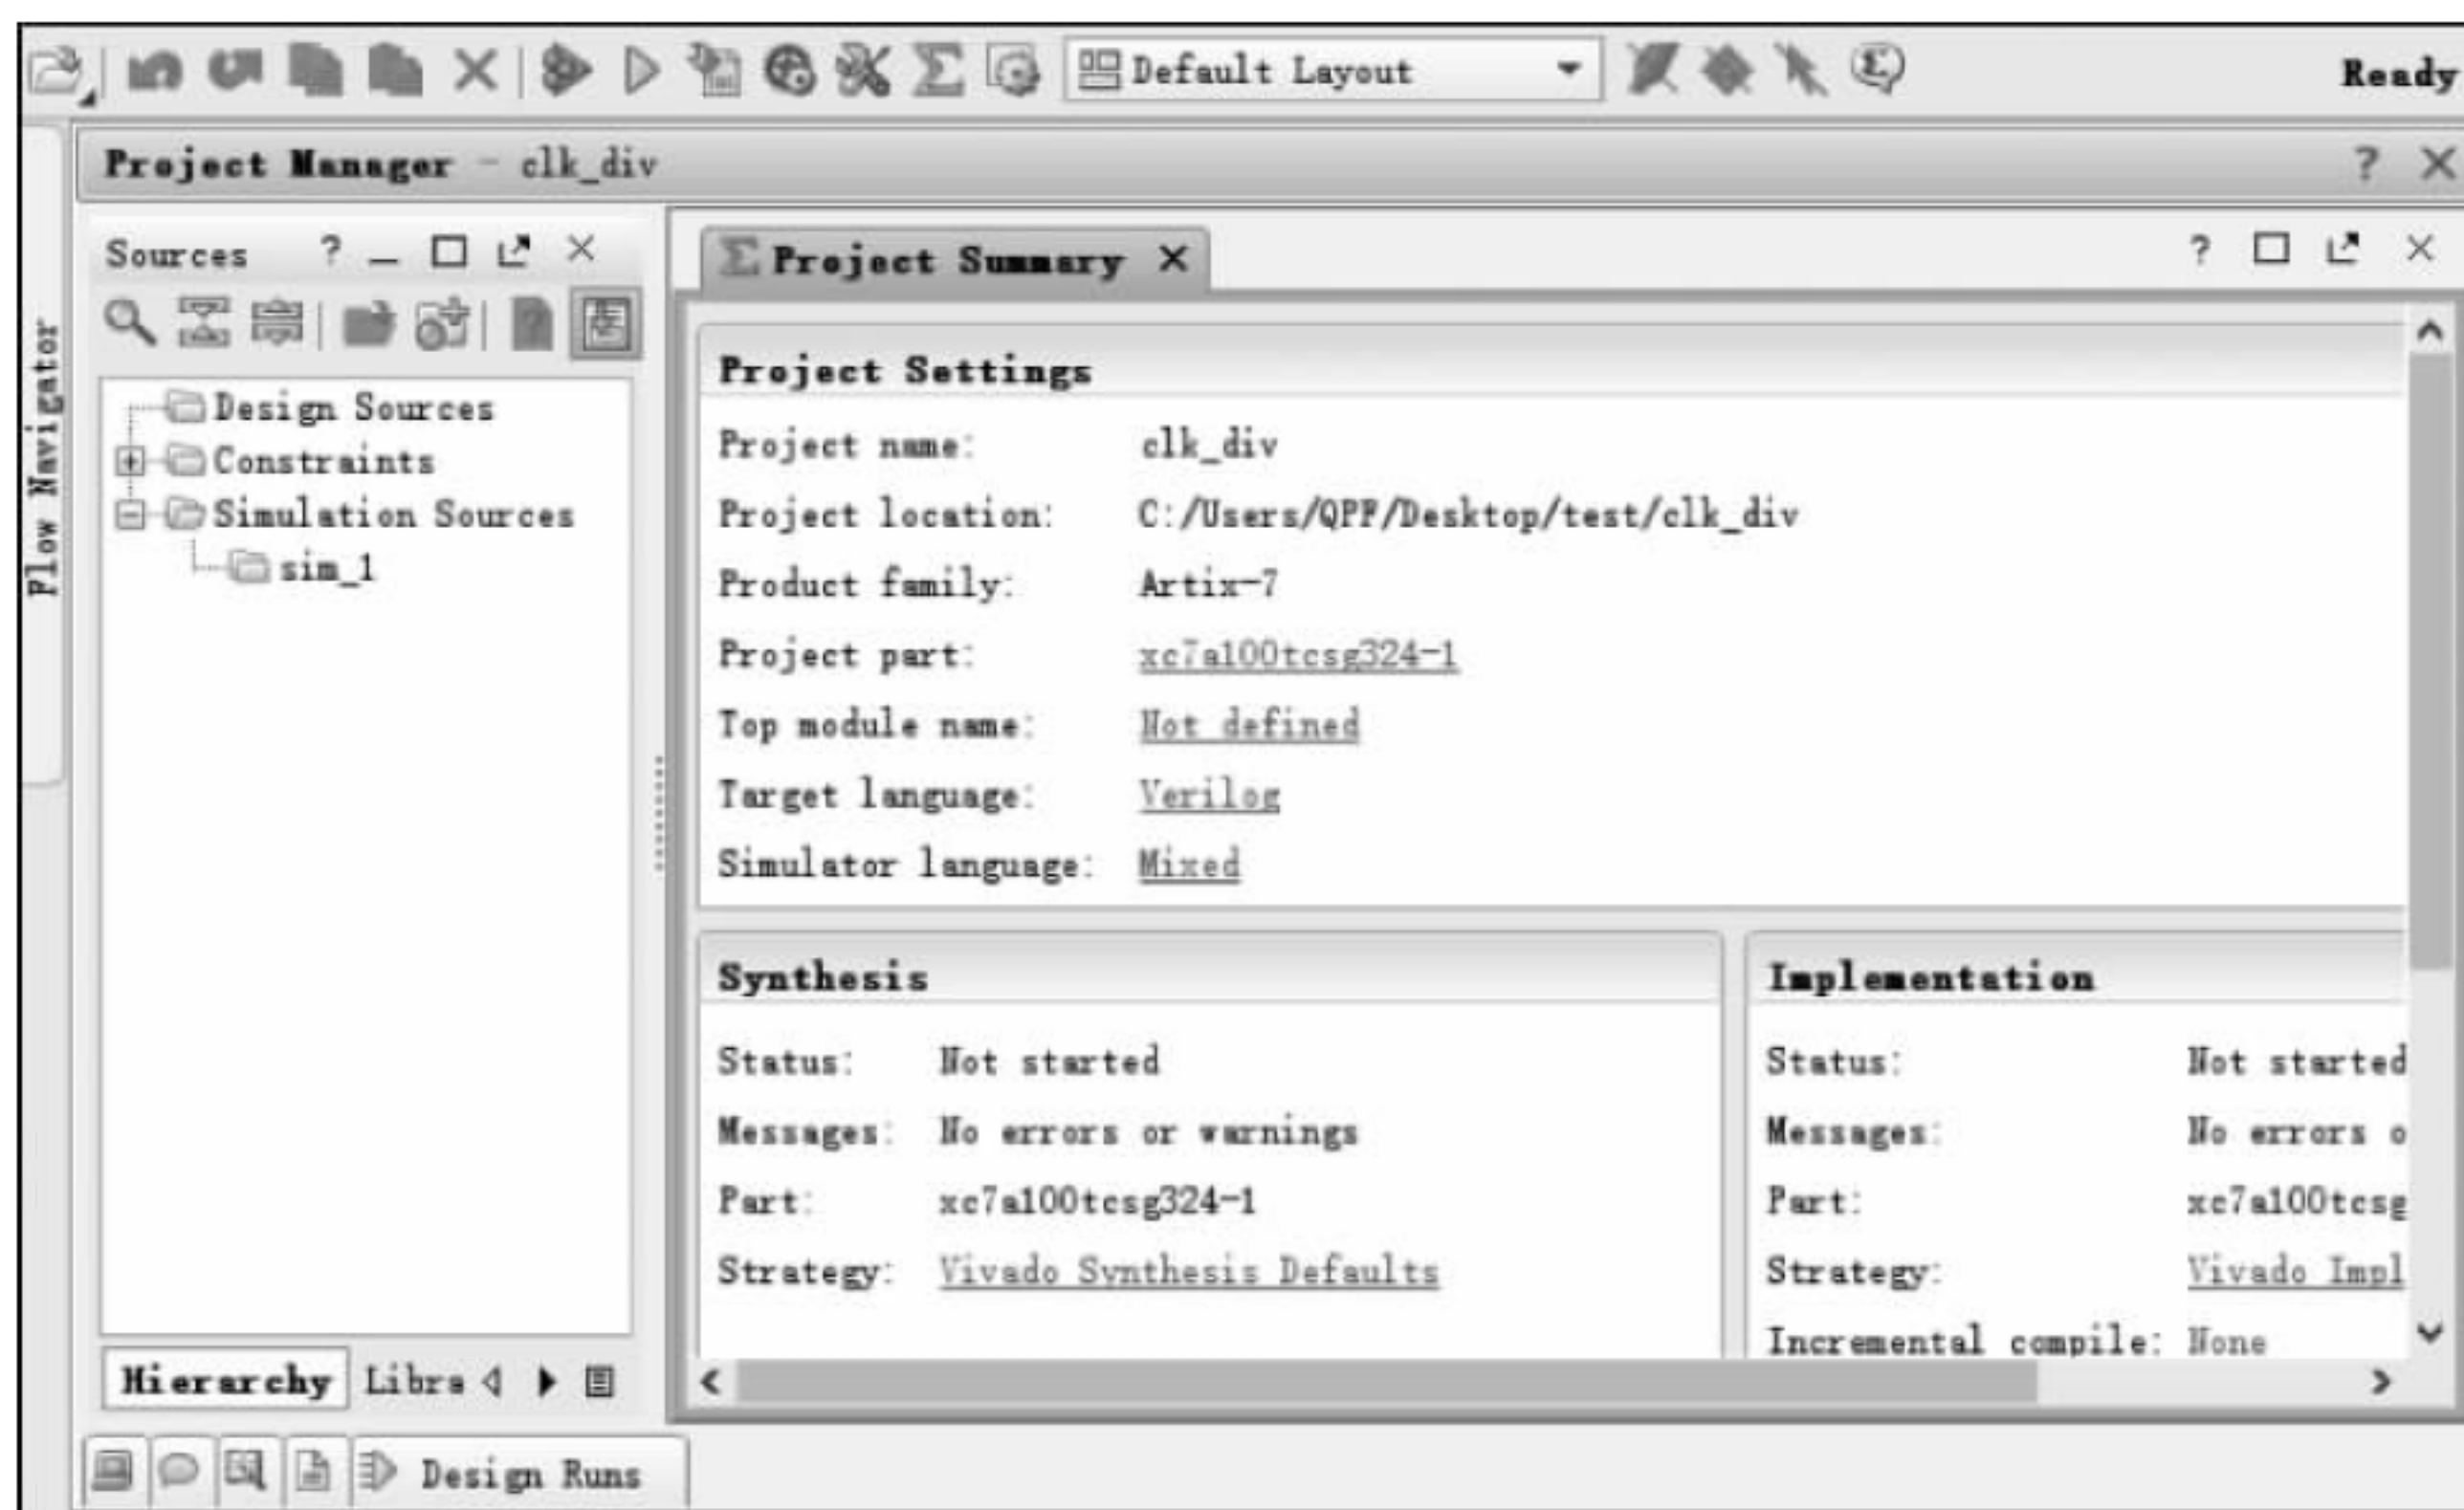 Default Layout
Ready
Project Manager - clk_div
Flow Navigator
Sources
Design Sources
Constraints
Simulation Sources
sim_1
Hierarchy Libra
Project Summary
Project Settings
Project name: clk_div
Project location: C:/Users/QPF/Desktop/test/clk_div
Product family: Artix-7
Project part: xc7a100tcsg324-1
Top module name: Not defined
Target language: Verilog
Simulator language: Mixed
Synthesis
Status: Not started
Messages: No errors or warnings
Part: xc7a100tcsg324-1
Strategy: Vivado Synthesis Defaults
Implementation
Status: Not started
Messages: No errors o
Part: xc7a100tcsg
Strategy: Vivado Impl
Incremental compile: None
Design Runs